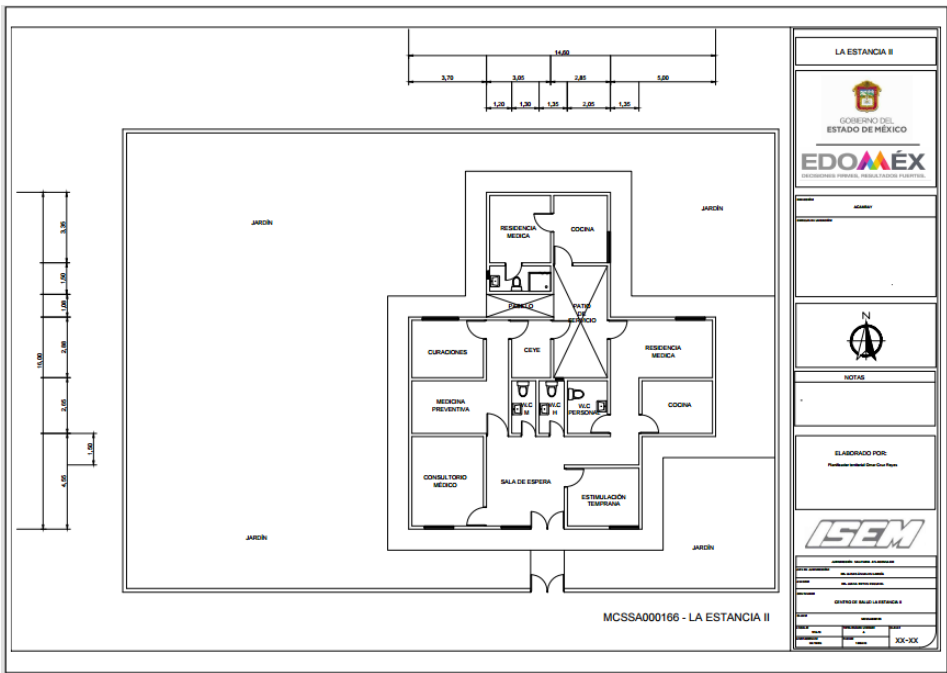 14,60
3,70
3,05
2,85
5,00
1,20
1,30
1,35
2,05
1,35
3,35
1,50
1,08
2,88
2,65
4,55
16,00
1,50
JARDÍN
JARDÍN
RESIDENCIA
MEDICA
COCINA
PASILLO
PATIO
DE
SERVICIO
CURACIONES
CEYE
RESIDENCIA
MEDICA
MEDICINA
PREVENTIVA
W.C
M
W.C
H
W.C
PERSONAL
COCINA
CONSULTORIO
MÉDICO
SALA DE ESPERA
ESTIMULACIÓN
TEMPRANA
JARDÍN
JARDÍN
MCSSA000166 - LA ESTANCIA II
LA ESTANCIA II
GOBIERNO DEL
ESTADO DE MÉXICO
EDOMÉX
DECISIONES FIRMES, RESULTADOS FUERTES.
ACAMBAY
N
NOTAS
ELABORADO POR:
ISEM
CENTRO DE SALUD LA ESTANCIA II
XX-XX